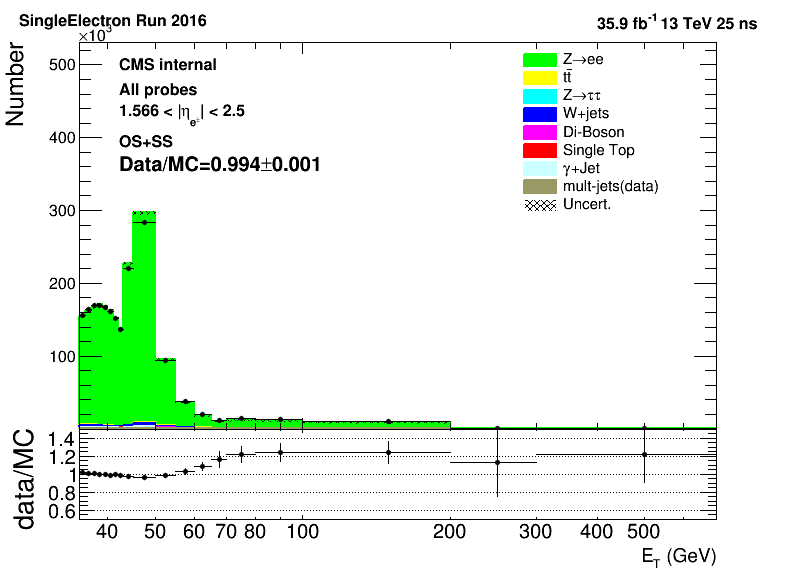 SingleElectron Run 2016
35.9 fb⁻¹ 13 TeV 25 ns
×10³
Number
500
400
300
200
100
CMS internal
All probes
1.566 < |η_e±| < 2.5
OS+SS
Data/MC=0.994±0.001
Z→ee
tt̄
Z→ττ
W+jets
Di-Boson
Single Top
γ+Jet
mult-jets(data)
Uncert.
data/MC
1.4
1.2
1
0.8
0.6
40 50 60 70 80 100 200 300 400 500
E_T (GeV)